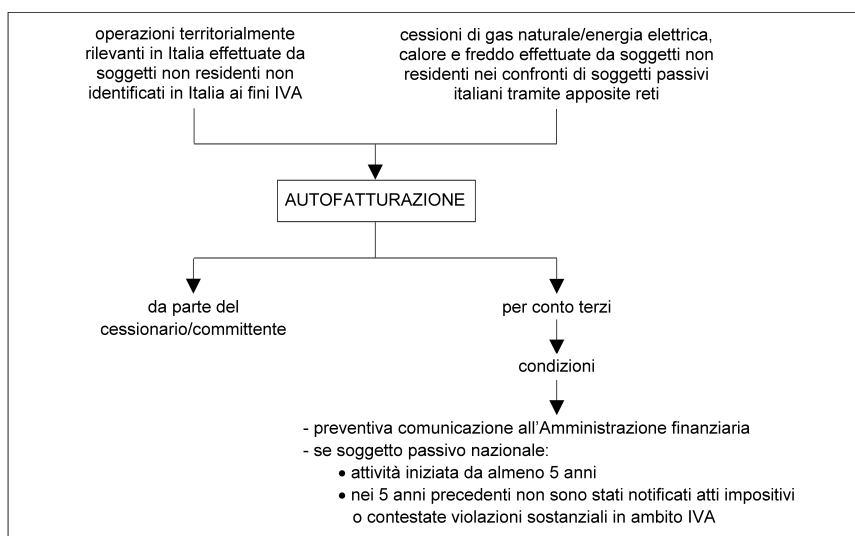 operazioni territorialmente
rilevanti in Italia effettuate da
soggetti non residenti non
identificati in Italia ai fini IVA
cessioni di gas naturale/energia elettrica,
calore e freddo effettuate da soggetti non
residenti nei confronti di soggetti passivi
italiani tramite apposite reti
AUTOFATTURAZIONE
da parte del
cessionario/committente
per conto terzi
condizioni
- preventiva comunicazione all'Amministrazione finanziaria
- se soggetto passivo nazionale:
• attività iniziata da almeno 5 anni
• nei 5 anni precedenti non sono stati notificati atti impositivi
o contestate violazioni sostanziali in ambito IVA